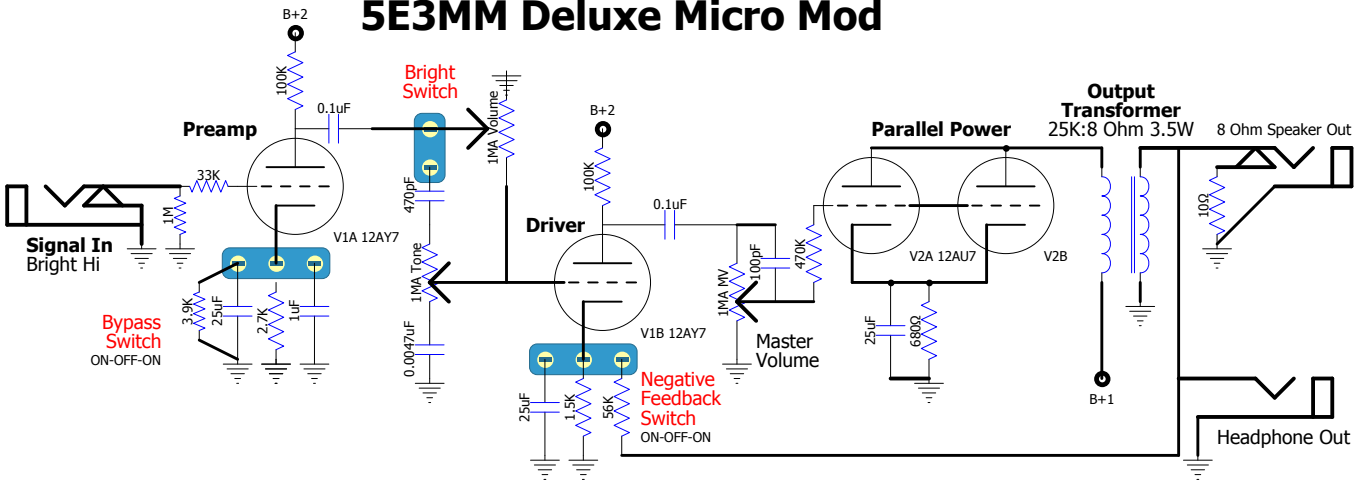 5E3MM Deluxe Micro Mod
B+2
100K
0.1uF
Preamp
33K
1M
V1A 12AY7
Signal In
Bright Hi
3.9K
25uF
2.7K
1uF
Bypass
Switch
ON-OFF-ON
Bright
Switch
470pF
1MA Volume
1MA Tone
0.0047uF
B+2
100K
0.1uF
Driver
V1B 12AY7
25uF
1.5K
56K
Negative
Feedback
Switch
ON-OFF-ON
1MA MV
100pF
470K
Master
Volume
Parallel Power
V2A 12AU7
V2B
25uF
680Ω
Output
Transformer
25K:8 Ohm 3.5W
B+1
8 Ohm Speaker Out
10Ω
Headphone Out